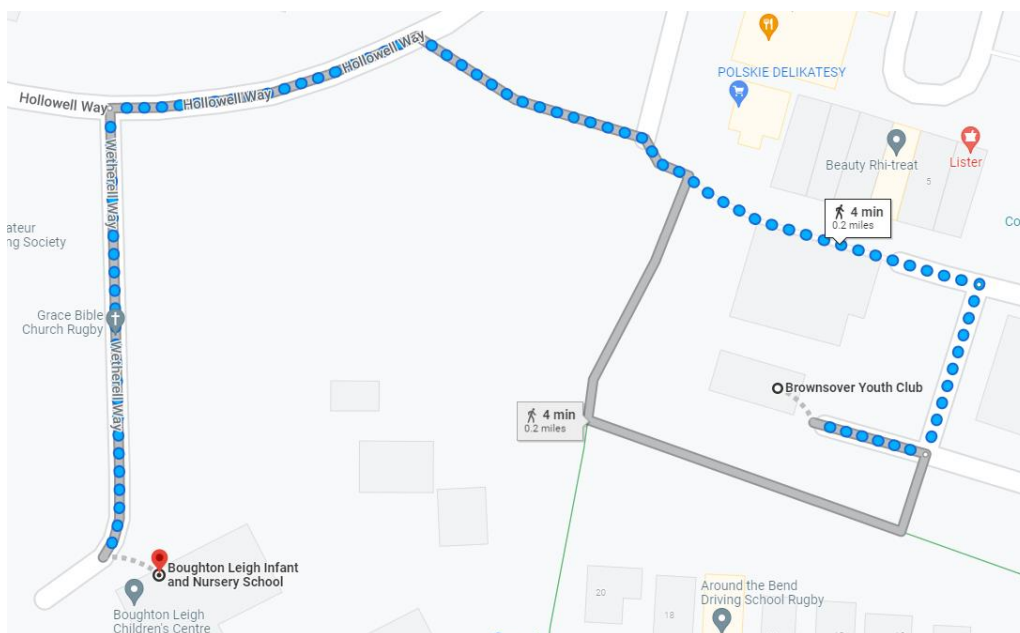 Hollowell Way
Hollowell Way
Hollowell Way
POLSKIE DELIKATESY
Beauty Rhi-treat
Lister
5
Wetherell Way
ateur
ng Society
4 min
0.2 miles
Co
Grace Bible
Church Rugby
Wetherell Way
Brownsover Youth Club
4 min
0.2 miles
Boughton Leigh Infant
and Nursery School
Boughton Leigh
Children's Centre
20
18
Around the Bend
Driving School Rugby